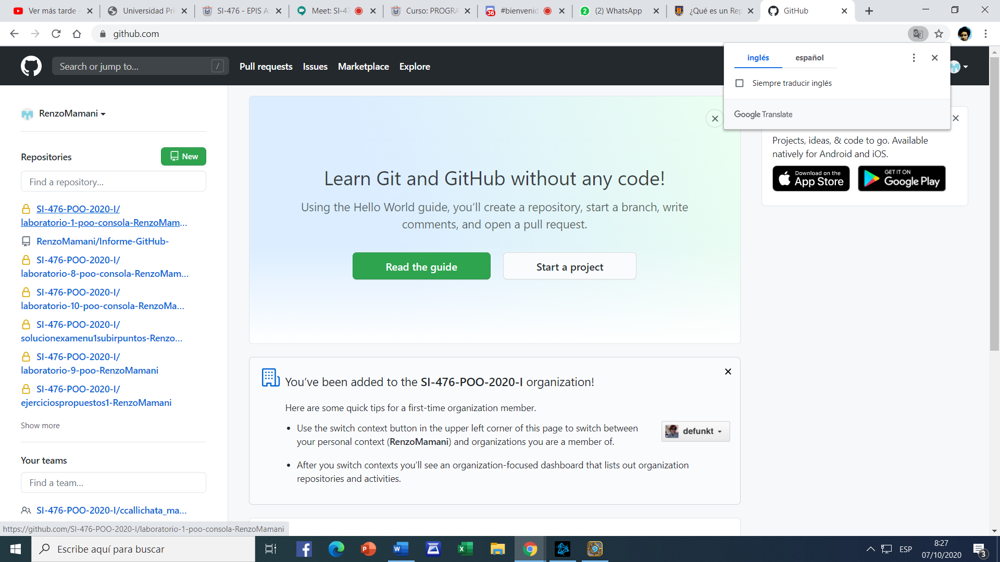 Ver más tarde -
Universidad Pri
SI-476 - EPIS A
Meet: SI-47
Curso: PROGRA
#bienvenid
(2) WhatsApp
¿Qué es un Rep
GitHub
github.com
Search or jump to...
/
Pull requests
Issues
Marketplace
Explore
inglés
español
Siempre traducir inglés
Google Translate
RenzoMamani
Repositories
New
Find a repository...
SI-476-POO-2020-I/
laboratorio-1-poo-consola-RenzoMam...
RenzoMamani/Informe-GitHub-
SI-476-POO-2020-I/
laboratorio-8-poo-consola-RenzoMam...
SI-476-POO-2020-I/
laboratorio-10-poo-consola-RenzoMa...
SI-476-POO-2020-I/
solucionexamenu1subirpuntos-Renzo...
SI-476-POO-2020-I/
laboratorio-9-poo-RenzoMamani
SI-476-POO-2020-I/
ejerciciospropuestos1-RenzoMamani
Show more
Your teams
Find a team...
SI-476-POO-2020-I/ccallichata_ma...
Learn Git and GitHub without any code!
Using the Hello World guide, you’ll create a repository, start a branch, write
comments, and open a pull request.
Read the guide
Start a project
You’ve been added to the SI-476-POO-2020-I organization!
Here are some quick tips for a first-time organization member.
• Use the switch context button in the upper left corner of this page to switch between
your personal context (RenzoMamani) and organizations you are a member of.
defunkt
• After you switch contexts you’ll see an organization-focused dashboard that lists out organization
repositories and activities.
Projects, ideas, & code to go. Available
natively for Android and iOS.
Download on the
App Store
GET IT ON
Google Play
https://github.com/SI-476-POO-2020-I/laboratorio-1-poo-consola-RenzoMamani
Escribe aquí para buscar
ESP
8:27
07/10/2020
3
36
2